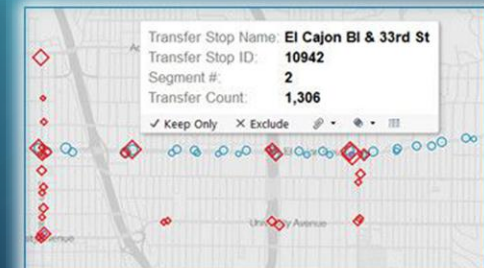 Transfer Stop Name: El Cajon Bl & 33rd St
Transfer Stop ID: 10942
Segment #: 2
Transfer Count: 1,306
Keep Only Exclude
University Avenue